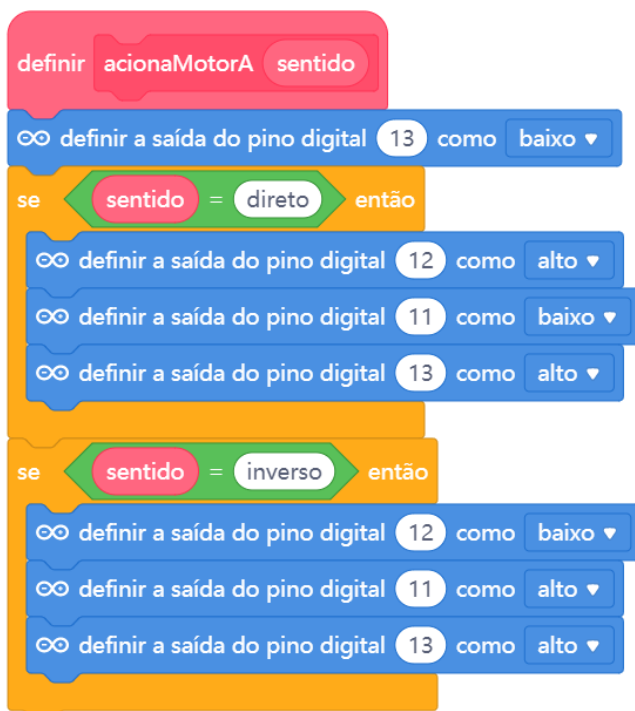 definir acionaMotorA sentido
definir a saída do pino digital 13 como baixo
se sentido = direto então
definir a saída do pino digital 12 como alto
definir a saída do pino digital 11 como baixo
definir a saída do pino digital 13 como alto
se sentido = inverso então
definir a saída do pino digital 12 como baixo
definir a saída do pino digital 11 como alto
definir a saída do pino digital 13 como alto